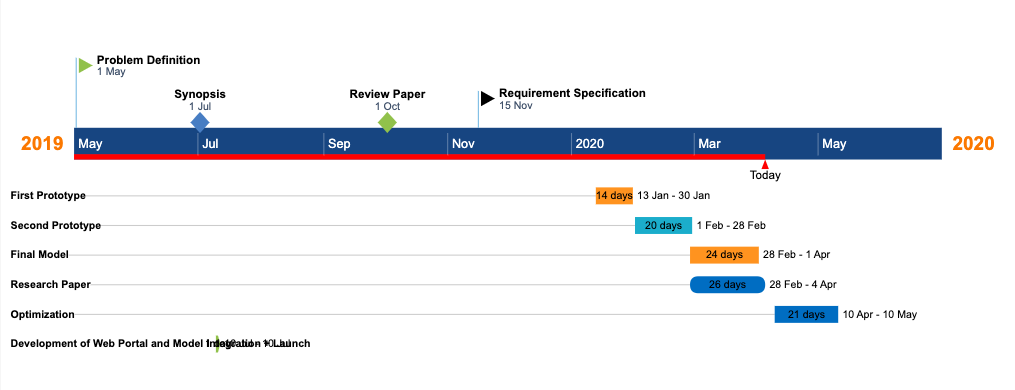 Problem Definition
1 May
Synopsis
1 Jul
Review Paper
1 Oct
Requirement Specification
15 Nov
2019 May Jul Sep Nov 2020 Mar May 2020
Today
First Prototype 14 days 13 Jan - 30 Jan
Second Prototype 20 days 1 Feb - 28 Feb
Final Model 24 days 28 Feb - 1 Apr
Research Paper 26 days 28 Feb - 4 Apr
Optimization 21 days 10 Apr - 10 May
Development of Web Portal and Model Integration + Launch